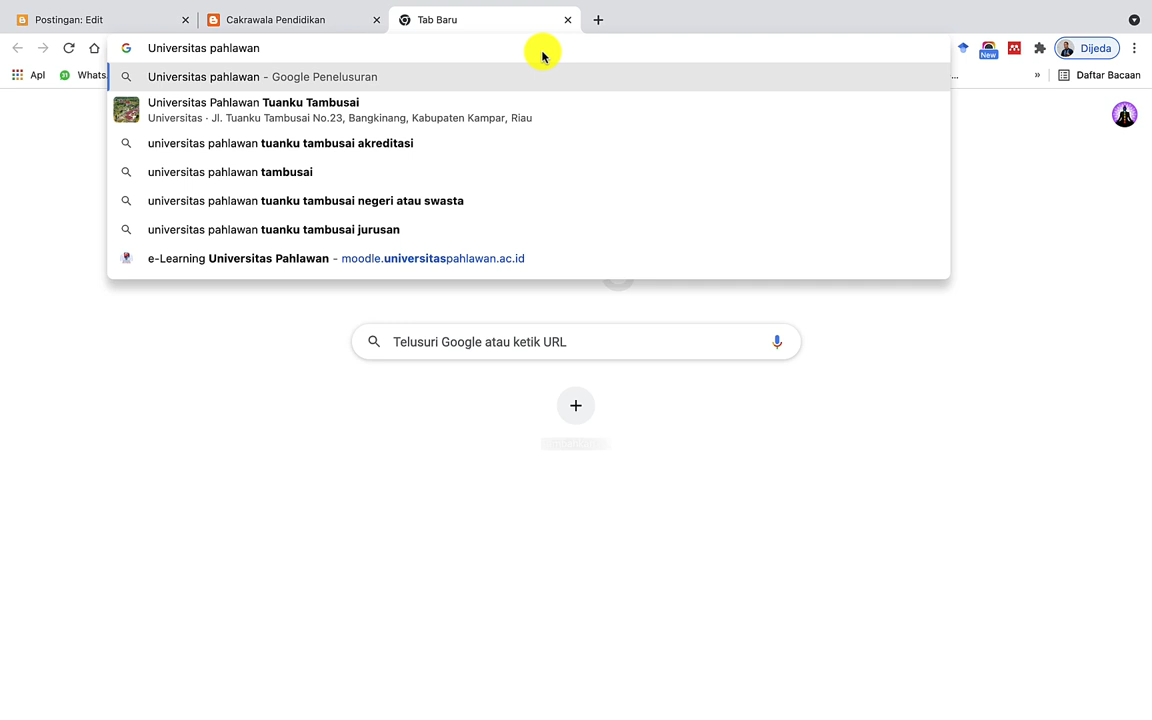 Postingan: Edit
Cakrawala Pendidikan
Tab Baru
Universitas pahlawan
New
Dijeda
Apl
31
Whats
...
»
Daftar Bacaan
Universitas pahlawan - Google Penelusuran
Universitas Pahlawan Tuanku Tambusai
Universitas · Jl. Tuanku Tambusai No.23, Bangkinang, Kabupaten Kampar, Riau
universitas pahlawan tuanku tambusai akreditasi
universitas pahlawan tambusai
universitas pahlawan tuanku tambusai negeri atau swasta
universitas pahlawan tuanku tambusai jurusan
e-Learning Universitas Pahlawan - moodle.universitaspahlawan.ac.id
Telusuri Google atau ketik URL